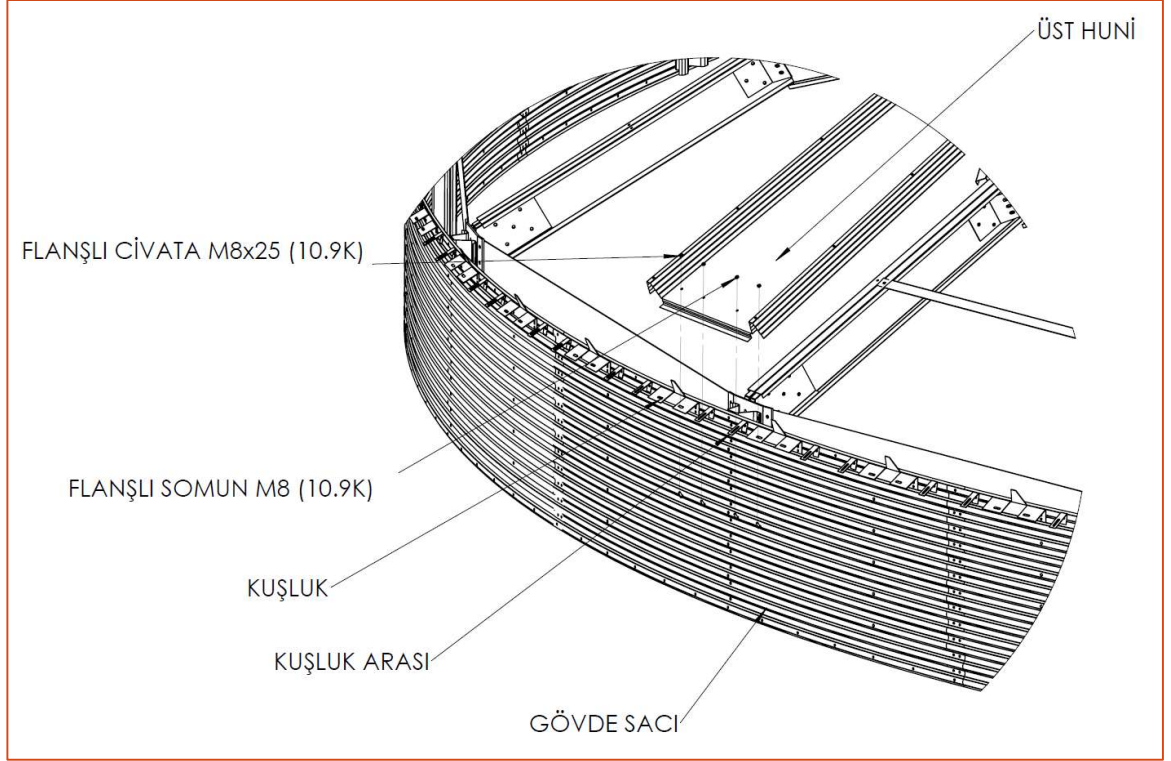 ÜST HUNİ
FLANŞLI CİVATA M8x25 (10.9K)
FLANŞLI SOMUN M8 (10.9K)
KUŞLUK
KUŞLUK ARASI
GÖVDE SACI